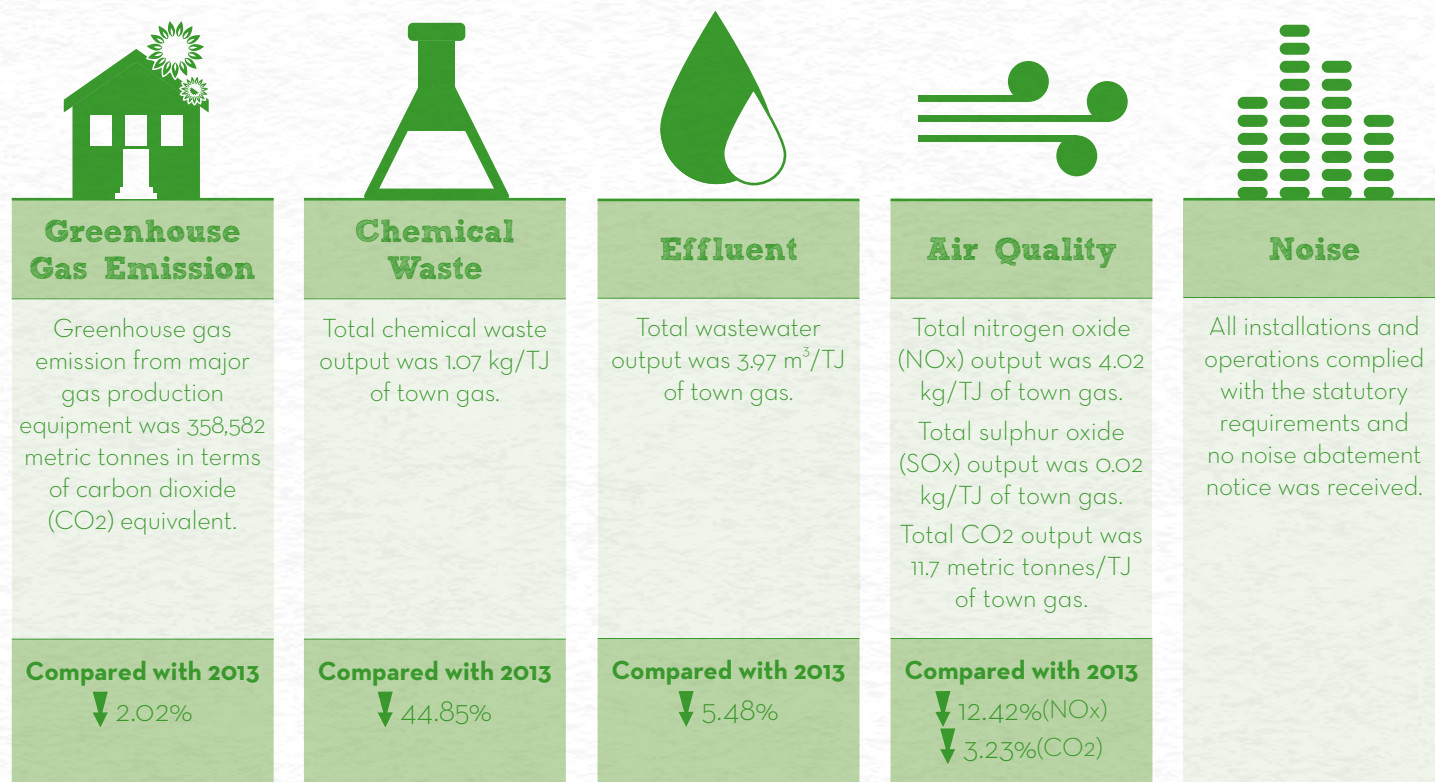 Greenhouse
Gas Emission
Greenhouse gas
emission from major
gas production
equipment was 358,582
metric tonnes in terms
of carbon dioxide
(CO2) equivalent.
Compared with 2013
2.02%
Chemical
Waste
Total chemical waste
output was 1.07 kg/TJ
of town gas.
Compared with 2013
44.85%
Effluent
Total wastewater
output was 3.97 m³/TJ
of town gas.
Compared with 2013
5.48%
Air Quality
Total nitrogen oxide
(NOx) output was 4.02
kg/TJ of town gas.
Total sulphur oxide
(SOx) output was 0.02
kg/TJ of town gas.
Total CO2 output was
11.7 metric tonnes/TJ
of town gas.
Compared with 2013
12.42%(NOx)
3.23%(CO2)
Noise
All installations and
operations complied
with the statutory
requirements and
no noise abatement
notice was received.